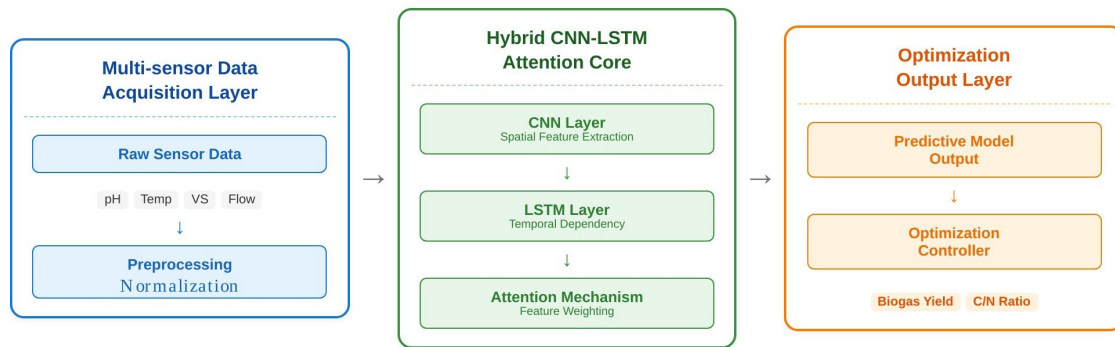 Multi-sensor Data
Acquisition Layer
Raw Sensor Data
pH Temp VS Flow
↓
Preprocessing
Normalization
→
Hybrid CNN-LSTM
Attention Core
CNN Layer
Spatial Feature Extraction
↓
LSTM Layer
Temporal Dependency
↓
Attention Mechanism
Feature Weighting
→
Optimization
Output Layer
Predictive Model
Output
↓
Optimization
Controller
Biogas Yield C/N Ratio